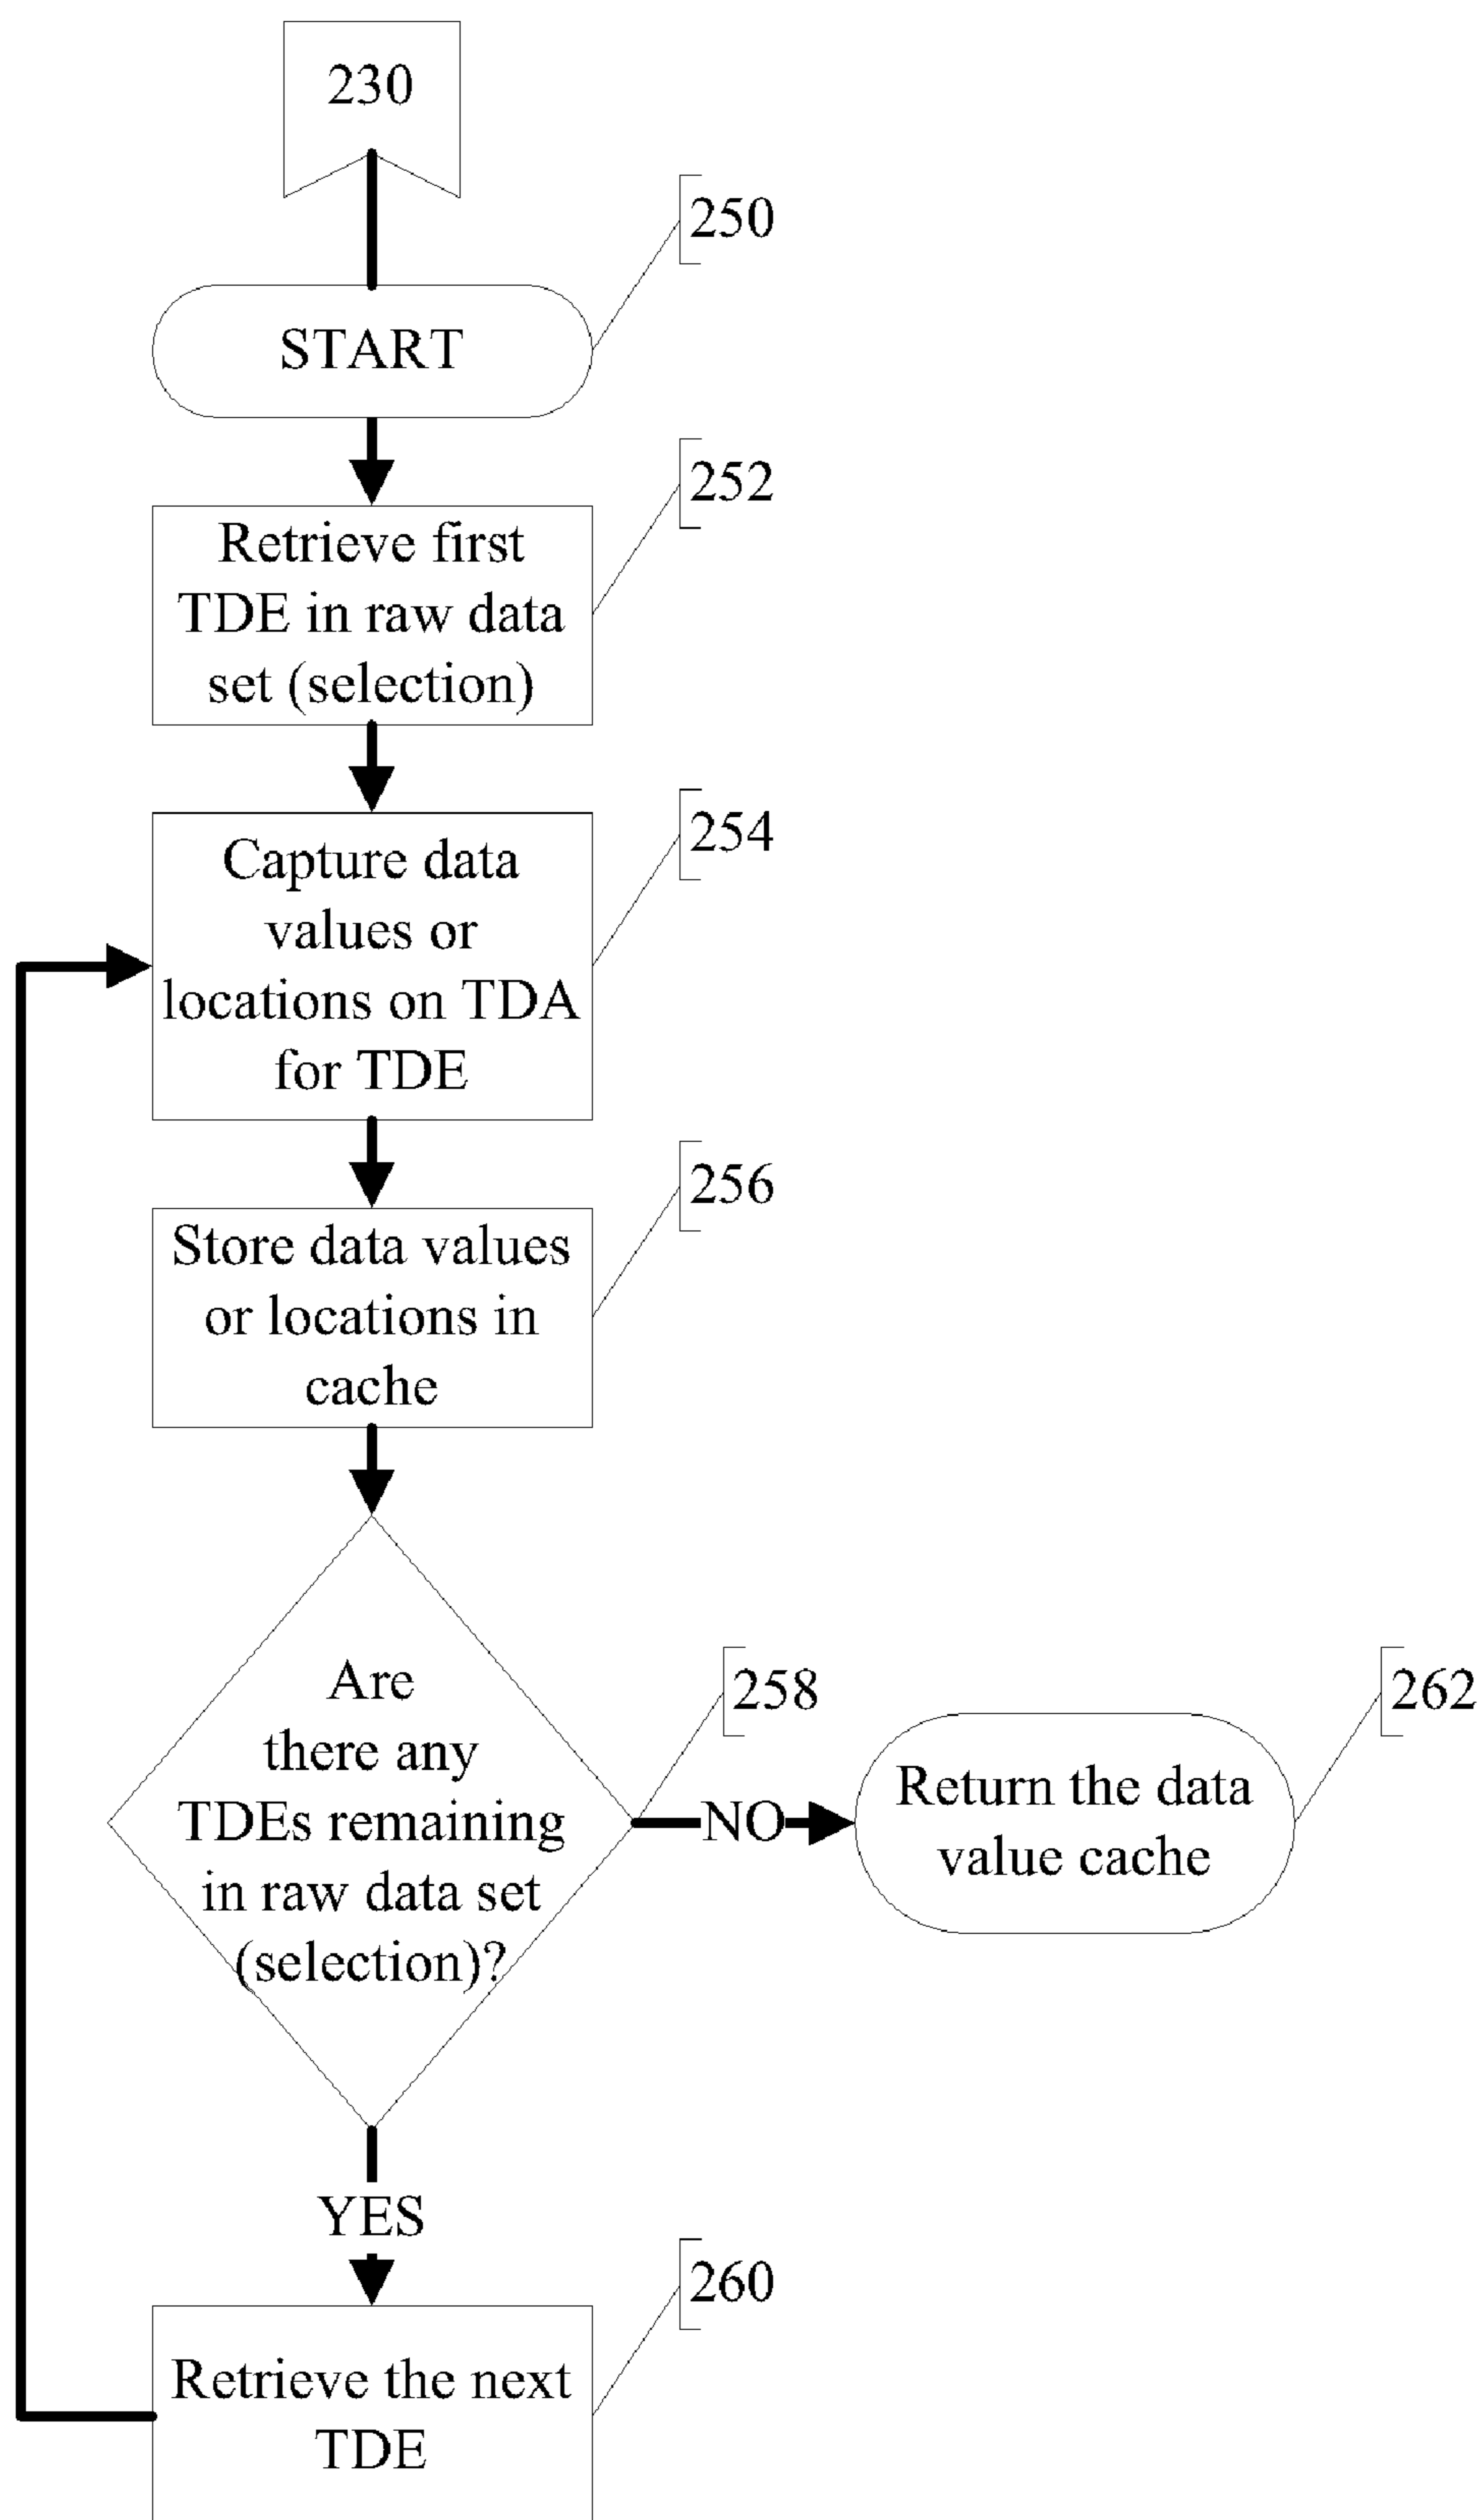 230
250
START
252
Retrieve first
TDE in raw data
set (selection)
254
Capture data
values or
locations on TDA
for TDE
256
Store data values
or locations in
cache
258
Are
there any
TDEs remaining
in raw data set
(selection)?
NO
262
Return the data
value cache
YES
260
Retrieve the next
TDE